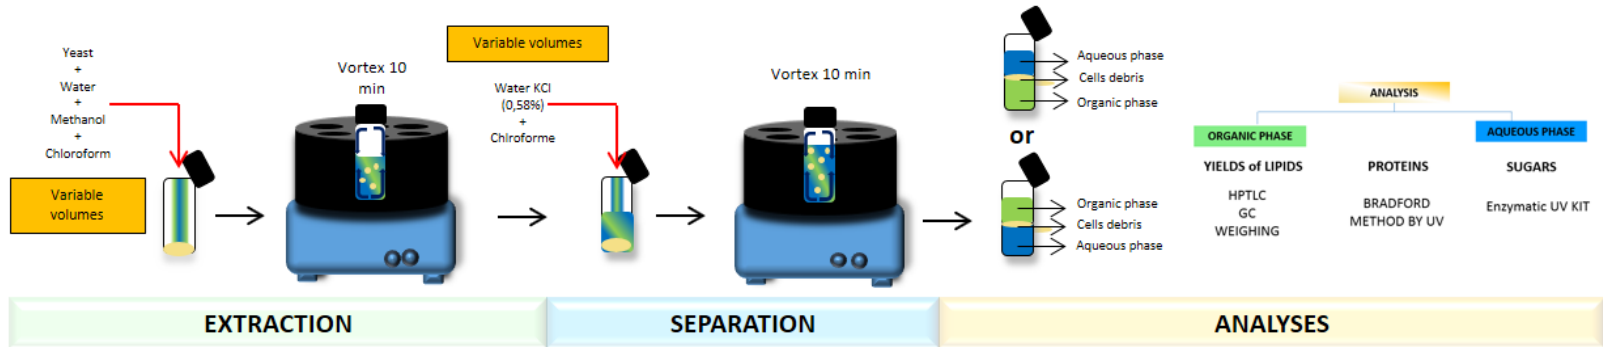 Yeast
+
Water
+
Methanol
+
Chloroform
Variable
volumes
Vortex 10
min
Variable volumes
Water KCl
(0,58%)
+
Chlroforme
Vortex 10 min
Aqueous phase
Cells debris
Organic phase
or
Organic phase
Cells debris
Aqueous phase
ANALYSIS
ORGANIC PHASE
AQUEOUS PHASE
YIELDS of LIPIDS
PROTEINS
SUGARS
HPTLC
GC
WEIGHING
BRADFORD
METHOD BY UV
Enzymatic UV KIT
EXTRACTION
SEPARATION
ANALYSES